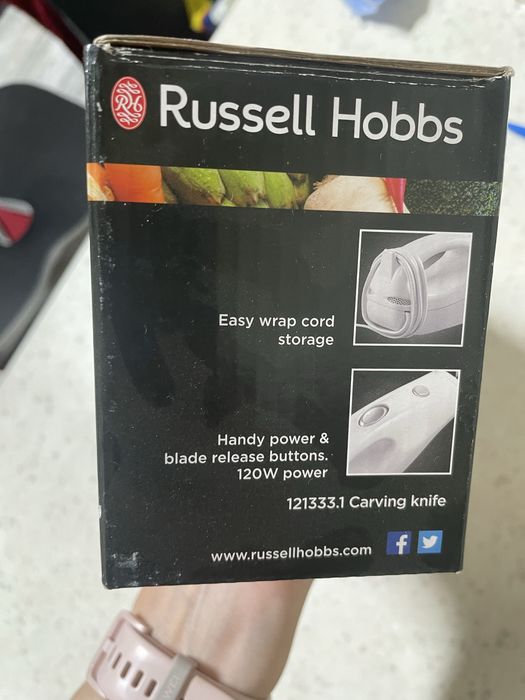 RH Russell Hobbs
Easy wrap cord
storage
Handy power &
blade release buttons.
120W power
121333.1 Carving knife
www.russellhobbs.com